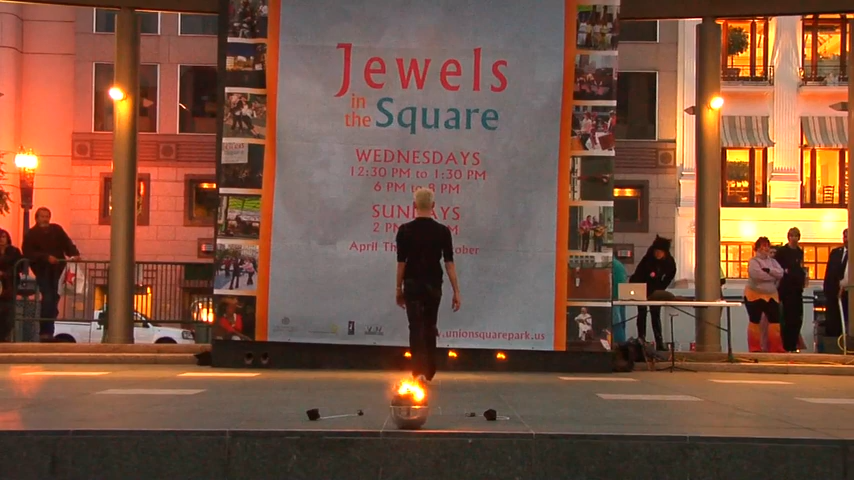 Jewels
in the Square
WEDNESDAYS
12:30 PM to 1:30 PM
6 PM to 8 PM
SUNDAYS
2 PM
April
www.unionsquarepark.us